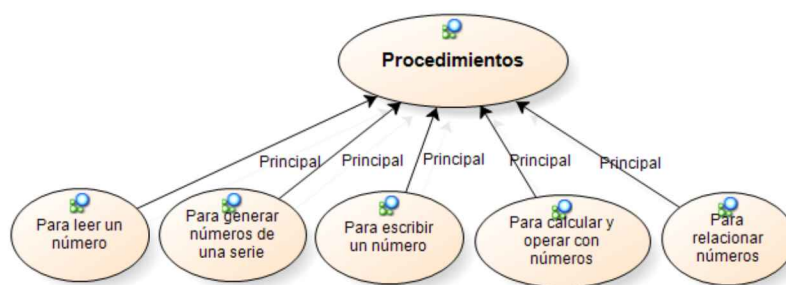 Procedimientos
Principal
Principal
Principal
Principal
Principal
Para leer un
número
Para generar
números de
una serie
Para escribir
un número
Para calcular y
operar con
números
Para
relacionar
números